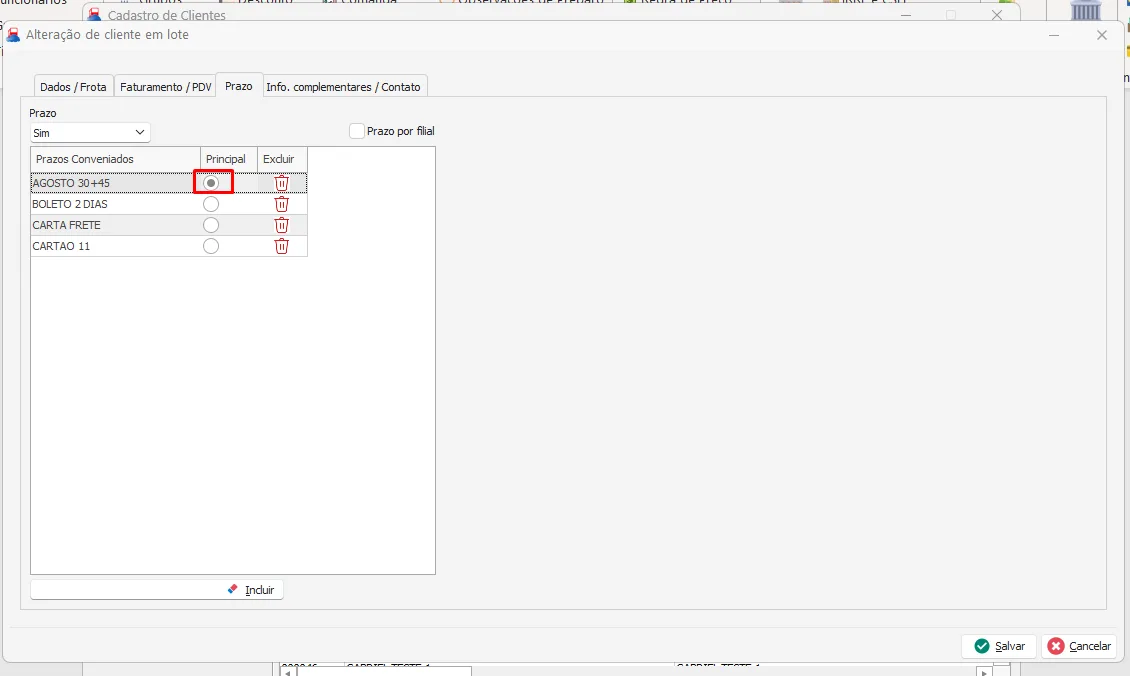 Cadastro de Clientes
Alteração de cliente em lote
Dados / Frota
Faturamento / PDV
Prazo
Info. complementares / Contato
Prazo
Sim
Prazo por filial
Prazos Conveniados
Principal
Excluir
AGOSTO 30+45
BOLETO 2 DIAS
CARTA FRETE
CARTAO 11
Incluir
Salvar
Cancelar